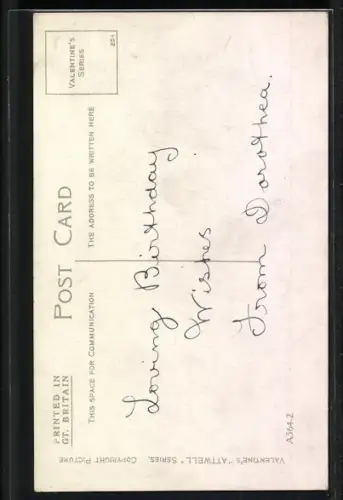 PRINTED IN
GT. BRITAIN
POST CARD
VALENTINE'S
SERIES
THIS SPACE FOR COMMUNICATION
THE ADDRESS TO BE WRITTEN HERE
Loving Birthday
Wishes
From Dorothea.
VALENTINE'S "ATTWELL" SERIES. COPYRIGHT PICTURE
A364-2